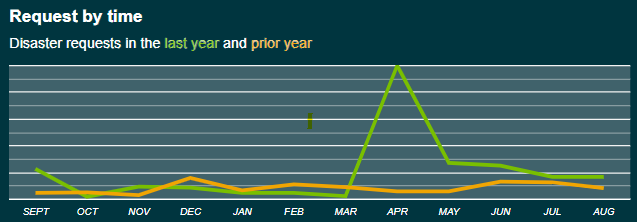 Request by time
Disaster requests in the last year and prior year
SEPT OCT NOV DEC JAN FEB MAR APR MAY JUN JUL AUG